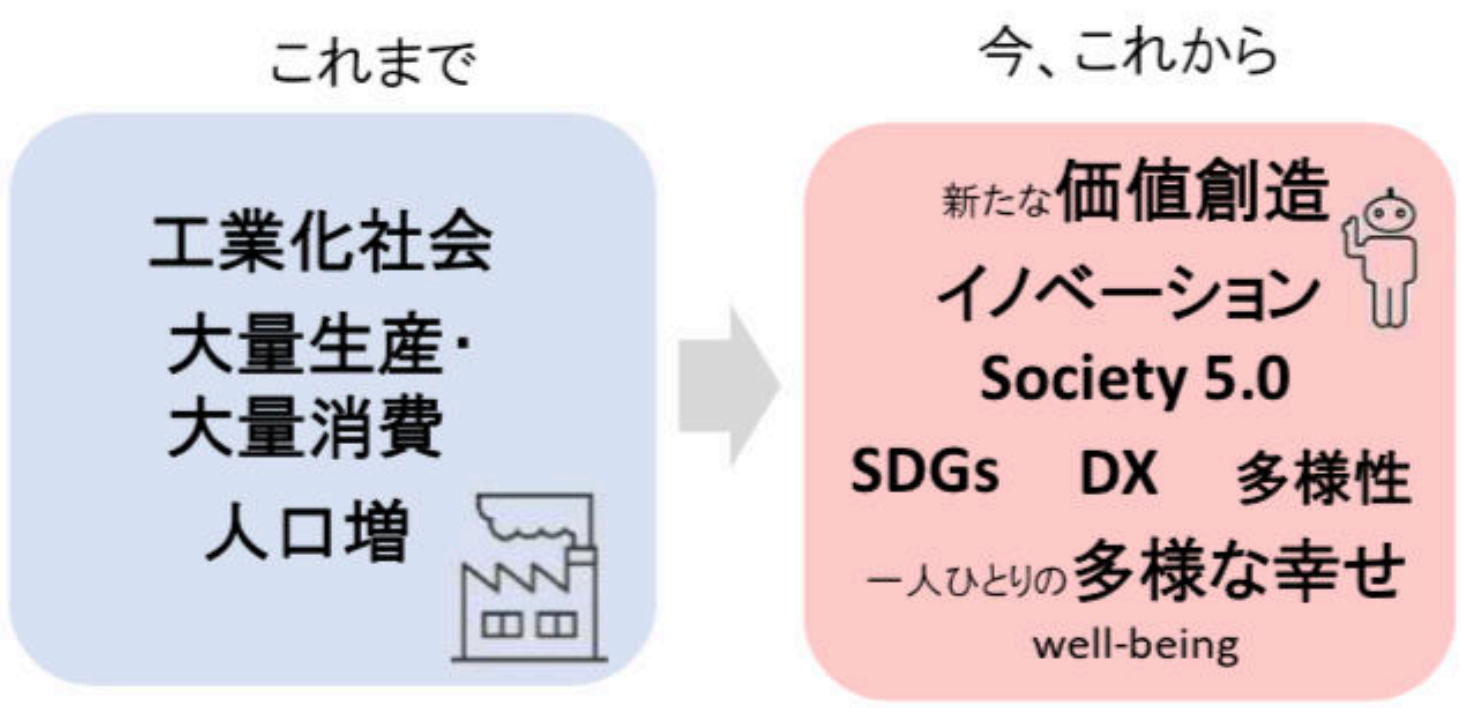 これまで
工業化社会
大量生産・
大量消費
人口増
今、これから
新たな価値創造
イノベーション
Society 5.0
SDGs DX 多様性
一人ひとりの多様な幸せ
well-being